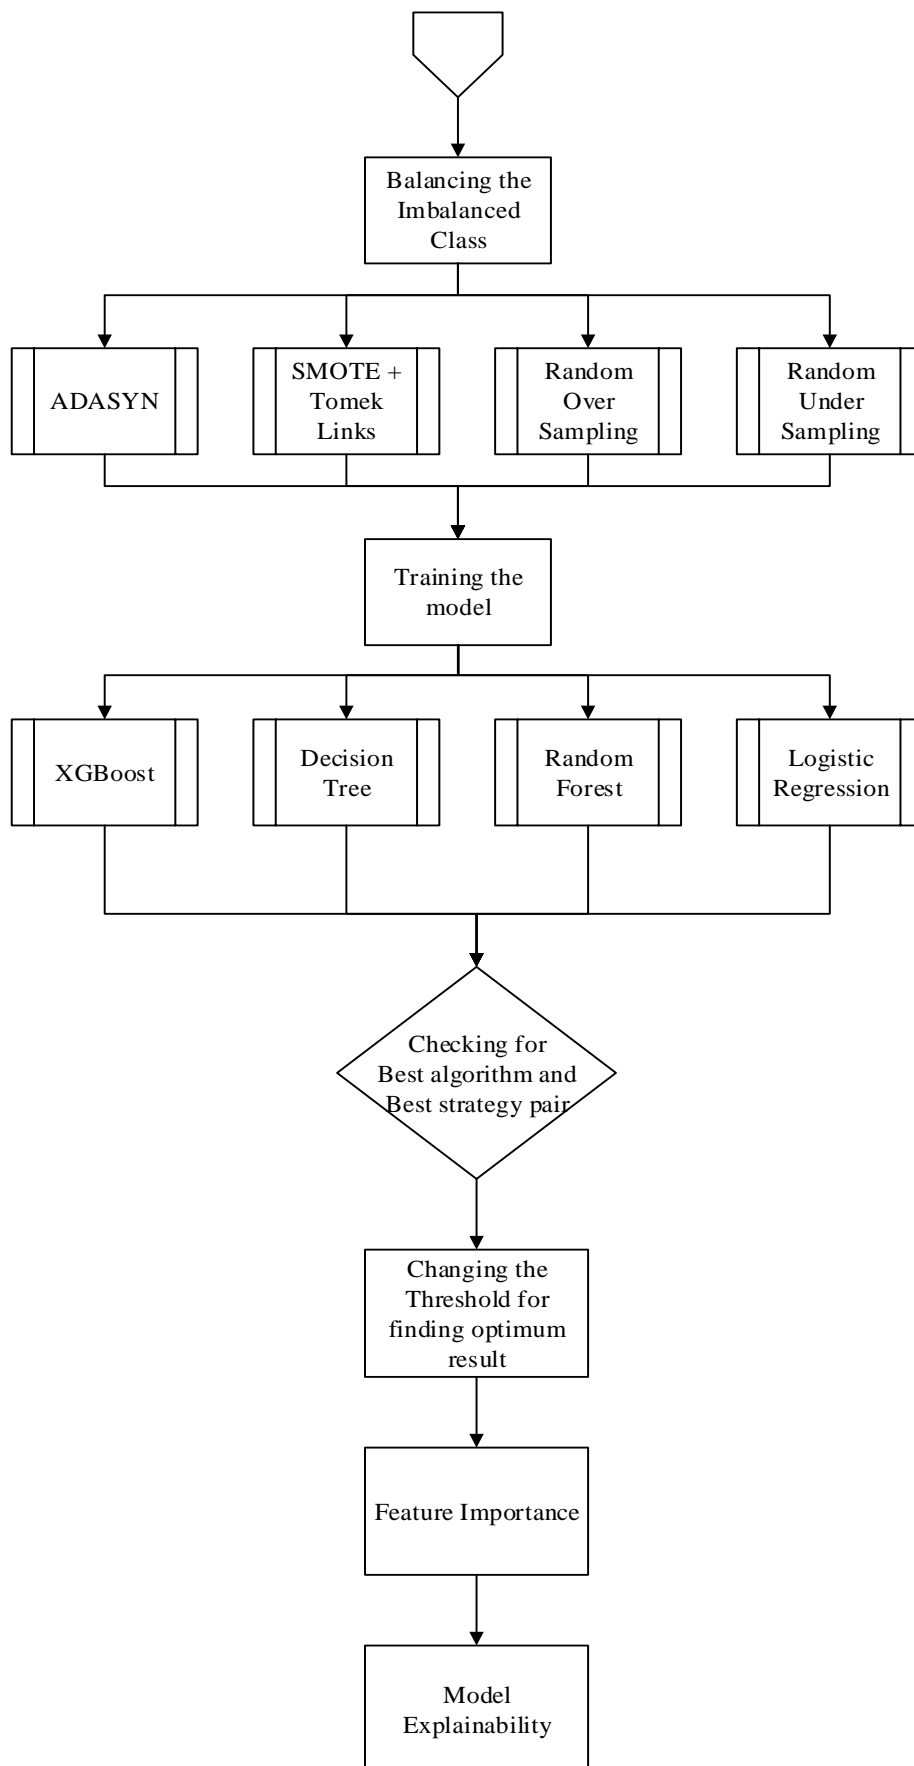 Balancing the
Imbalanced
Class
ADASYN
SMOTE +
Tomek
Links
Random
Over
Sampling
Random
Under
Sampling
Training the
model
XGBoost
Decision
Tree
Random
Forest
Logistic
Regression
Checking for
Best algorithm and
Best strategy pair
Changing the
Threshold for
finding optimum
result
Feature Importance
Model
Explainability